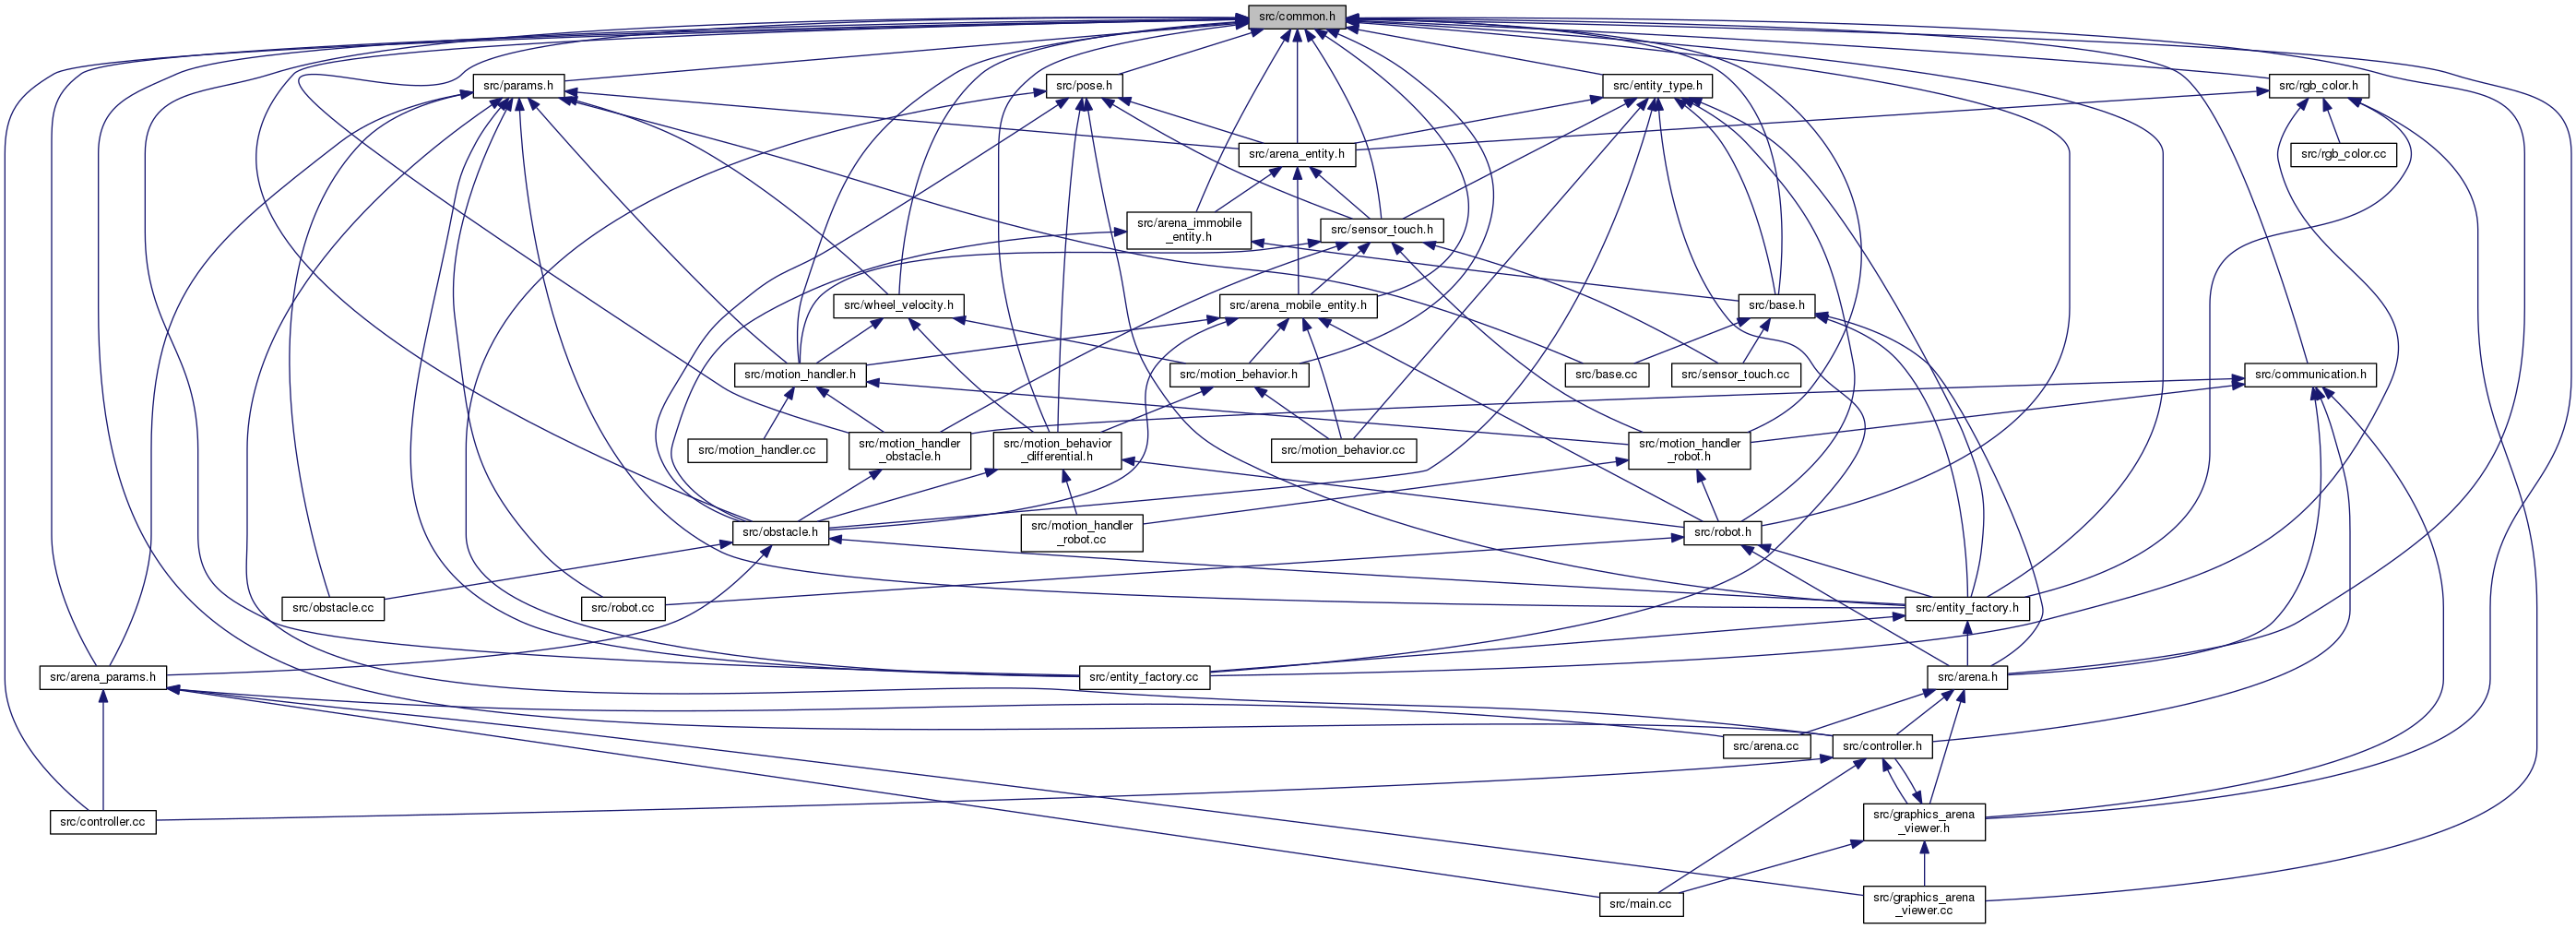 src/common.h
src/params.h
src/pose.h
src/entity_type.h
src/rgb_color.h
src/arena_entity.h
src/rgb_color.cc
src/arena_immobile
_entity.h
src/sensor_touch.h
src/wheel_velocity.h
src/arena_mobile_entity.h
src/base.h
src/motion_handler.h
src/motion_behavior.h
src/base.cc
src/sensor_touch.cc
src/communication.h
src/motion_handler.cc
src/motion_handler
_obstacle.h
src/motion_behavior
_differential.h
src/motion_behavior.cc
src/motion_handler
_robot.h
src/obstacle.h
src/motion_handler
_robot.cc
src/robot.h
src/obstacle.cc
src/robot.cc
src/entity_factory.h
src/arena_params.h
src/entity_factory.cc
src/arena.h
src/arena.cc
src/controller.h
src/controller.cc
src/graphics_arena
_viewer.h
src/main.cc
src/graphics_arena
_viewer.cc